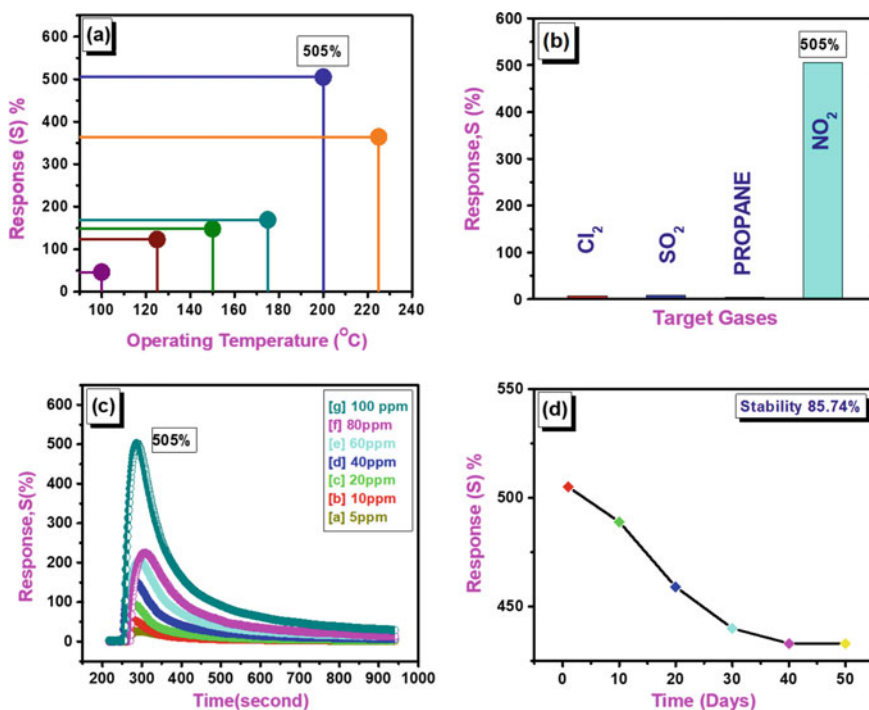 (a)
505%
Response (S) %
600
500
400
300
200
100
0
100 120 140 160 180 200 220 240
Operating Temperature (°C)
(b)
505%
Response,S (%)
600
500
400
300
200
100
0
Cl₂
SO₂
PROPANE
NO₂
Target Gases
(c)
505%
[g] 100 ppm
[f] 80ppm
[e] 60ppm
[d] 40ppm
[c] 20ppm
[b] 10ppm
[a] 5ppm
Response,S(%)
600
500
400
300
200
100
0
200 300 400 500 600 700 800 900 1000
Time(second)
(d)
Stability 85.74%
Response (S) %
550
500
450
0 10 20 30 40 50
Time (Days)